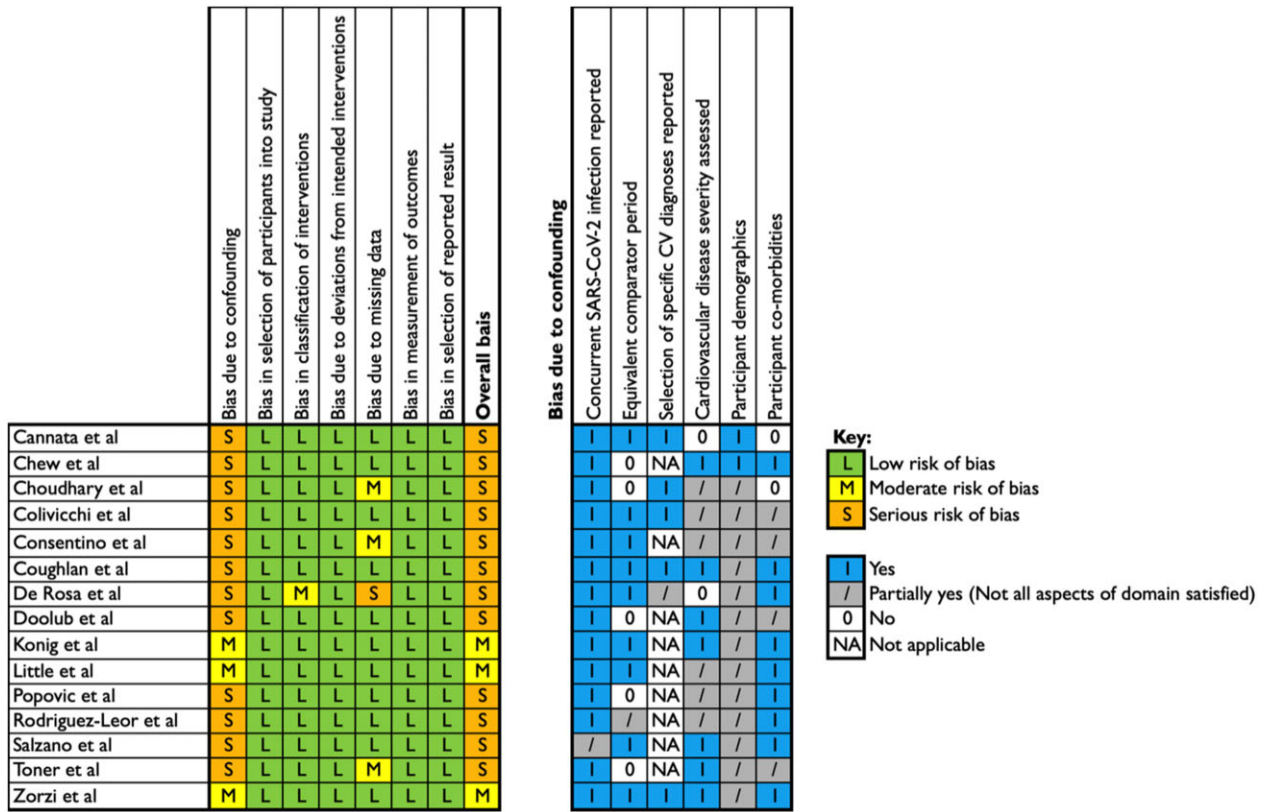 Bias due to confounding
Bias in selection of participants into study
Bias in classification of interventions
Bias due to deviations from intended interventions
Bias due to missing data
Bias in measurement of outcomes
Bias in selection of reported result
Overall bais
Bias due to confounding
Concurrent SARS-CoV-2 infection reported
Equivalent comparator period
Selection of specific CV diagnoses reported
Cardiovascular disease severity assessed
Participant demographics
Participant co-morbidities
Cannata et al S L L L L L L S I I I 0 I 0
Chew et al S L L L L L L S I 0 NA I I I
Choudhary et al S L L L M L L S I 0 I / / 0
Colivicchi et al S L L L L L L S I I I / / /
Consentino et al S L L L M L L S I I NA / / /
Coughlan et al S L L L L L L S I I I I / I
De Rosa et al S L M L S L L S I I / 0 / I
Doolub et al S L L L L L L S I 0 NA I / /
Konig et al M L L L L L L M I I NA I / I
Little et al M L L L L L L M I I NA / / I
Popovic et al S L L L L L L S I 0 NA / / I
Rodriguez-Leor et al S L L L L L L S I / NA / / I
Salzano et al S L L L L L L S / I NA I / I
Toner et al S L L L M L L S I 0 NA I / /
Zorzi et al M L L L L L L M I I I I / I
Key:
L Low risk of bias
M Moderate risk of bias
S Serious risk of bias
I Yes
/ Partially yes (Not all aspects of domain satisfied)
0 No
NA Not applicable